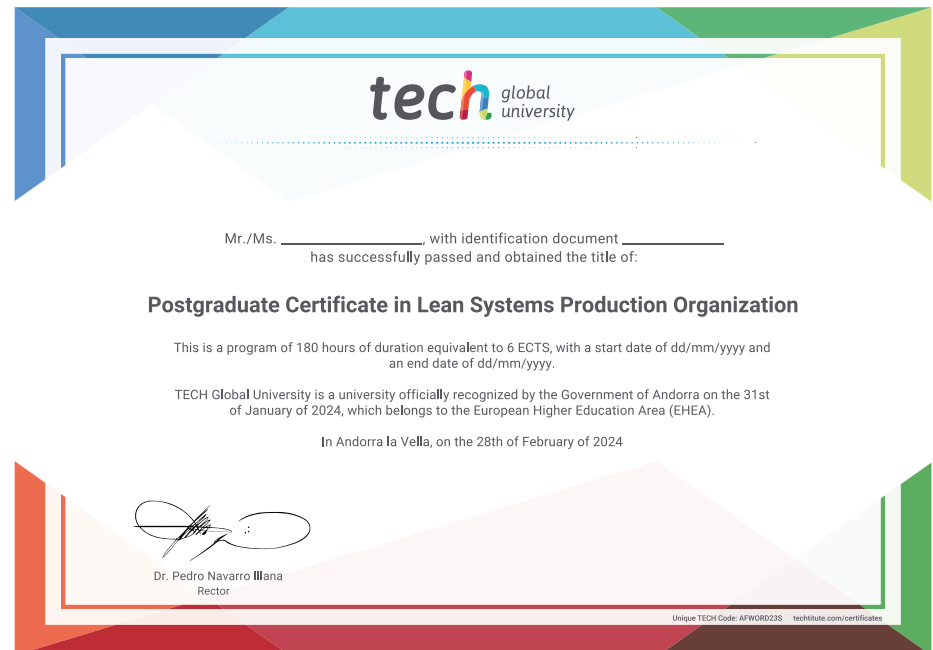 tech global university
Mr./Ms. ________________, with identification document ____________
has successfully passed and obtained the title of:
Postgraduate Certificate in Lean Systems Production Organization
This is a program of 180 hours of duration equivalent to 6 ECTS, with a start date of dd/mm/yyyy and
an end date of dd/mm/yyyy.
TECH Global University is a university officially recognized by the Government of Andorra on the 31st
of January of 2024, which belongs to the European Higher Education Area (EHEA).
In Andorra la Vella, on the 28th of February of 2024
Dr. Pedro Navarro Illana
Rector
Unique TECH Code: AFWORD23S techtitute.com/certificates